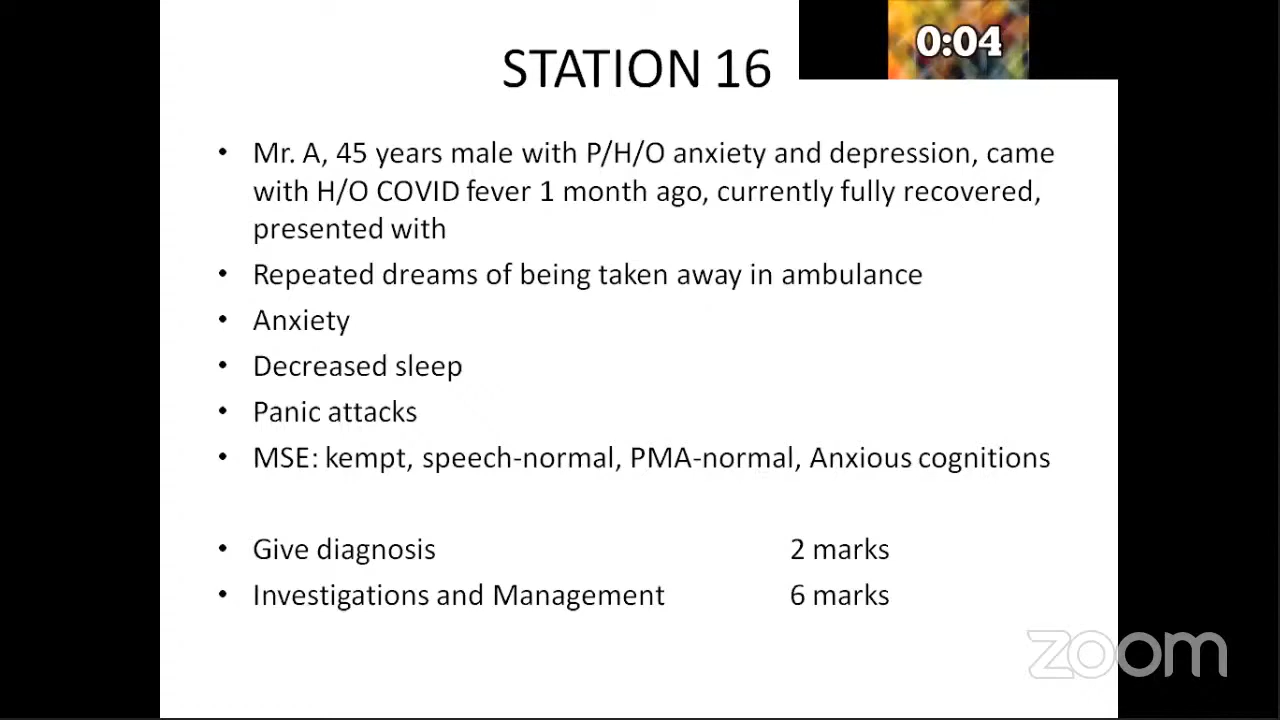 0:04
STATION 16
• Mr. A, 45 years male with P/H/O anxiety and depression, came
with H/O COVID fever 1 month ago, currently fully recovered,
presented with
• Repeated dreams of being taken away in ambulance
• Anxiety
• Decreased sleep
• Panic attacks
• MSE: kempt, speech-normal, PMA-normal, Anxious cognitions
• Give diagnosis 2 marks
• Investigations and Management 6 marks
zoom